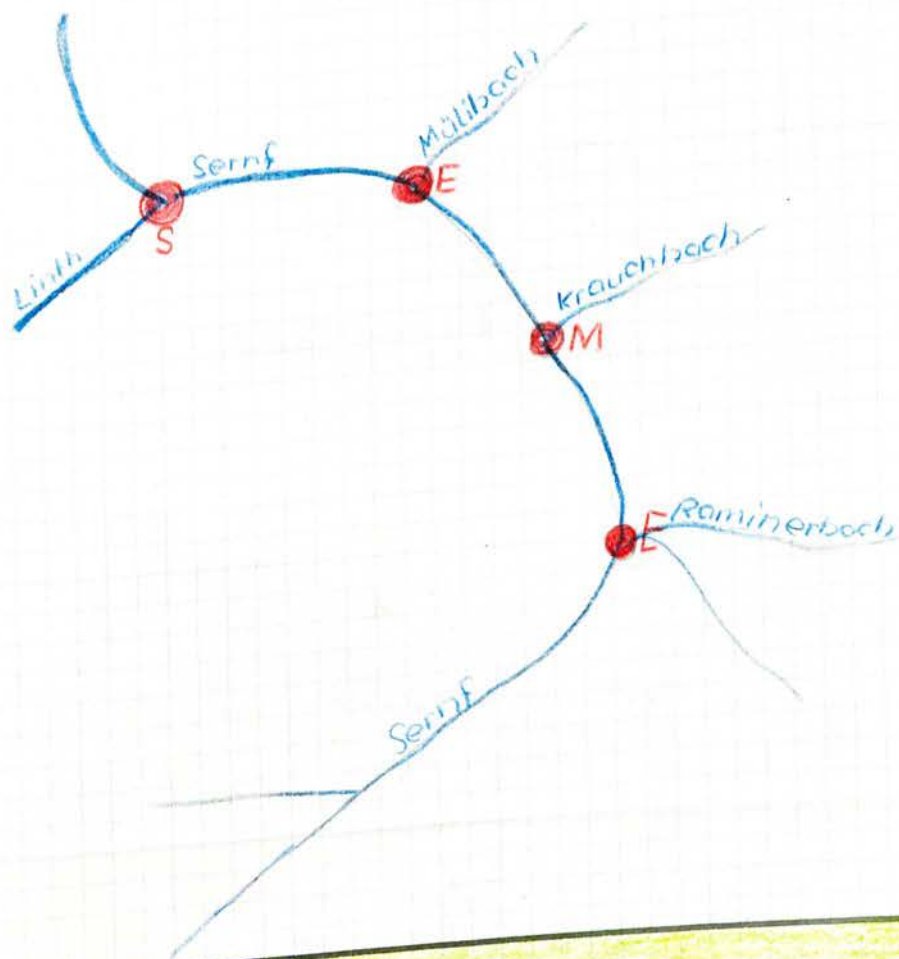 Mülibach
Sernf
E
S
Linth
Krauchbach
M
E
Raminerbach
Sernf